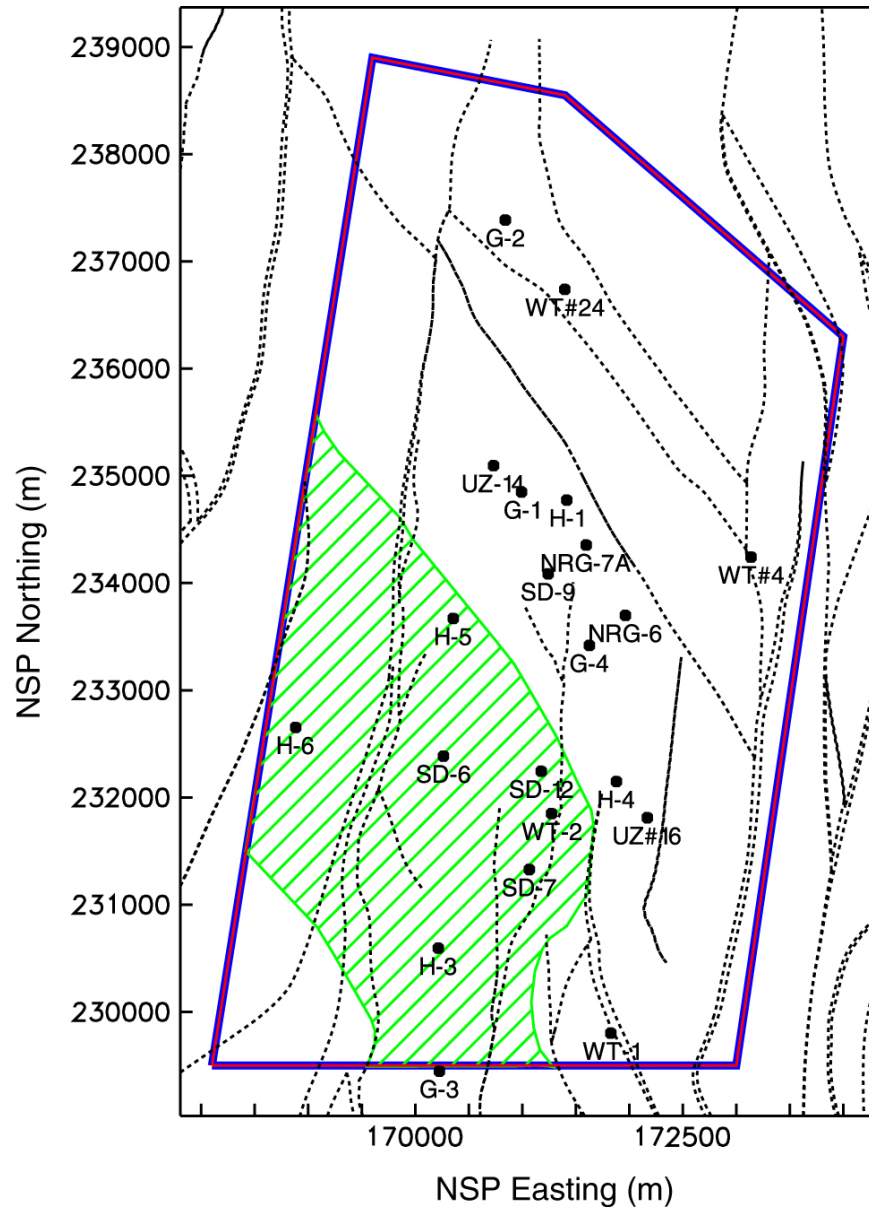 239000
238000
237000
236000
235000
234000
233000
232000
231000
230000
NSP Northing (m)
G-2
WT#24
UZ-14
G-1
H-1
NRG-7A
SD-9
WT#4
H-5
NRG-6
G-4
H-6
SD-6
SD-12
H-4
WT-2
UZ#16
SD-7
H-3
WT-1
G-3
170000
172500
NSP Easting (m)